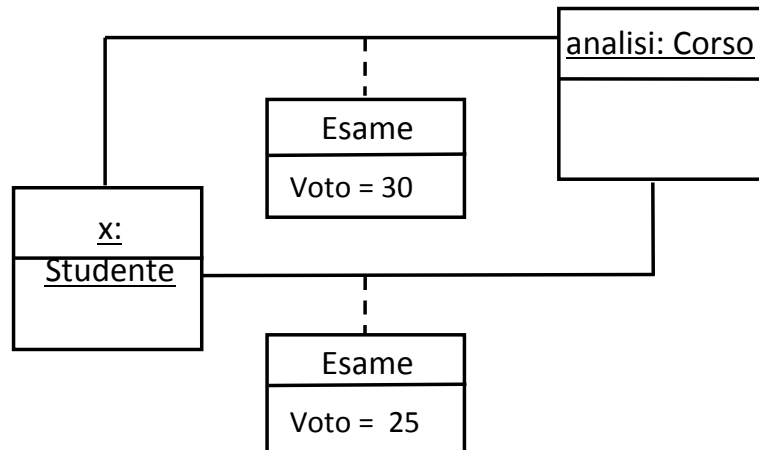 analisi: Corso
Esame
Voto = 30
x:
Studente
Esame
Voto =  25